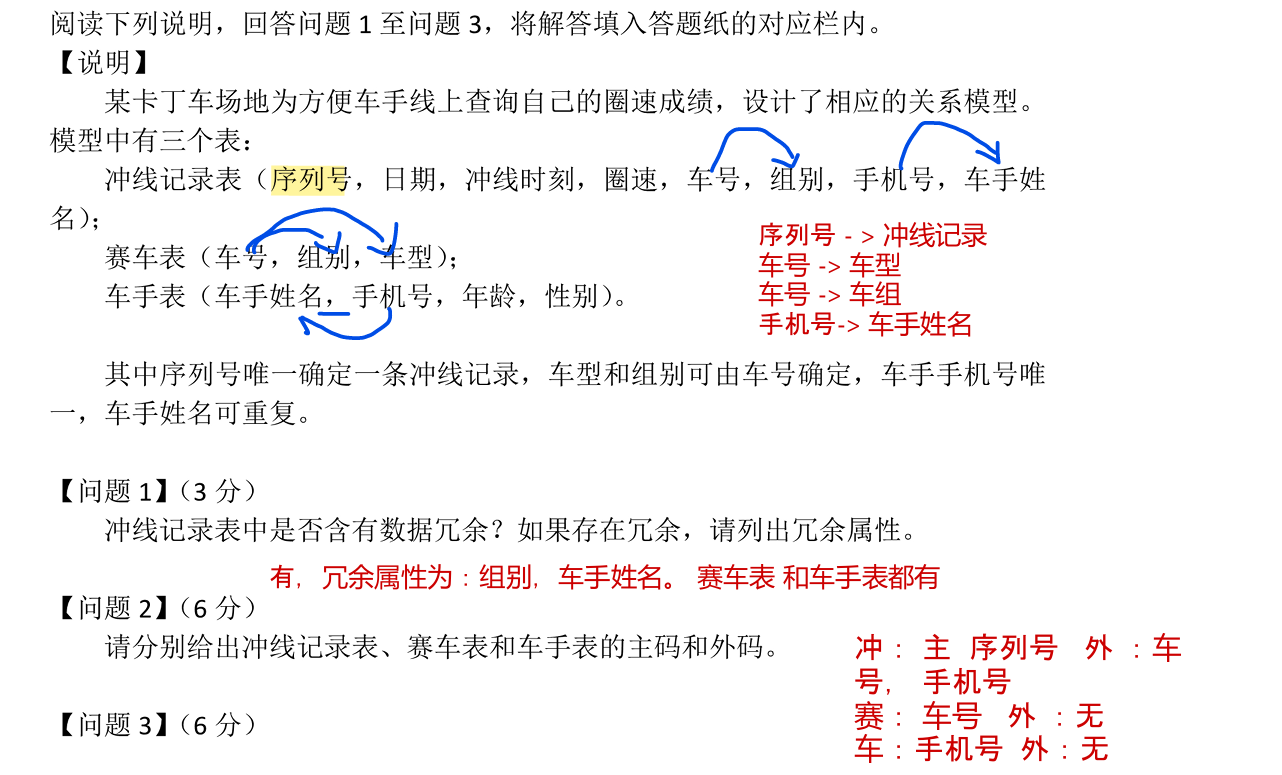 阅读下列说明，回答问题 1 至问题 3，将解答填入答题纸的对应栏内。
【说明】
某卡丁车场地为方便车手线上查询自己的圈速成绩，设计了相应的关系模型。
模型中有三个表：
冲线记录表（序列号，日期，冲线时刻，圈速，车号，组别，手机号，车手姓
名）；
赛车表（车号，组别，车型）；
车手表（车手姓名，手机号，年龄，性别）。
序列号 - > 冲线记录
车号 -> 车型
车号 -> 车组
手机号-> 车手姓名
其中序列号唯一确定一条冲线记录，车型和组别可由车号确定，车手手机号唯
一，车手姓名可重复。
【问题 1】（3 分）
冲线记录表中是否含有数据冗余？如果存在冗余，请列出冗余属性。
有，冗余属性为：组别，车手姓名。 赛车表 和车手表都有
【问题 2】（6 分）
请分别给出冲线记录表、赛车表和车手表的主码和外码。
冲： 主 序列号 外 ：车
号， 手机号
赛： 车号 外 ：无
车：手机号 外：无
【问题 3】（6 分）